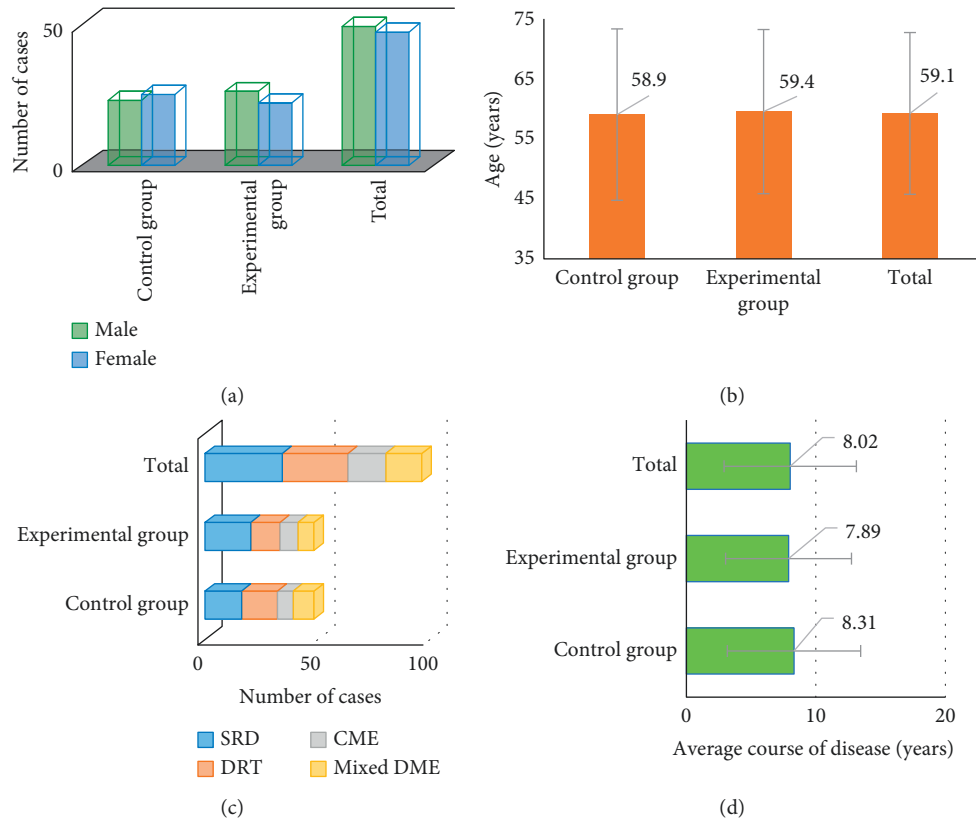 50
0
Number of cases
Control group
Experimental
group
Total
Male
Female
(a)
75
65
55
45
35
Age (years)
58.9
59.4
59.1
Control group
Experimental
group
Total
(b)
Total
Experimental group
Control group
0
50
100
Number of cases
SRD
CME
DRT
Mixed DME
(c)
Total
Experimental group
Control group
8.02
7.89
8.31
0
10
20
Average course of disease (years)
(d)